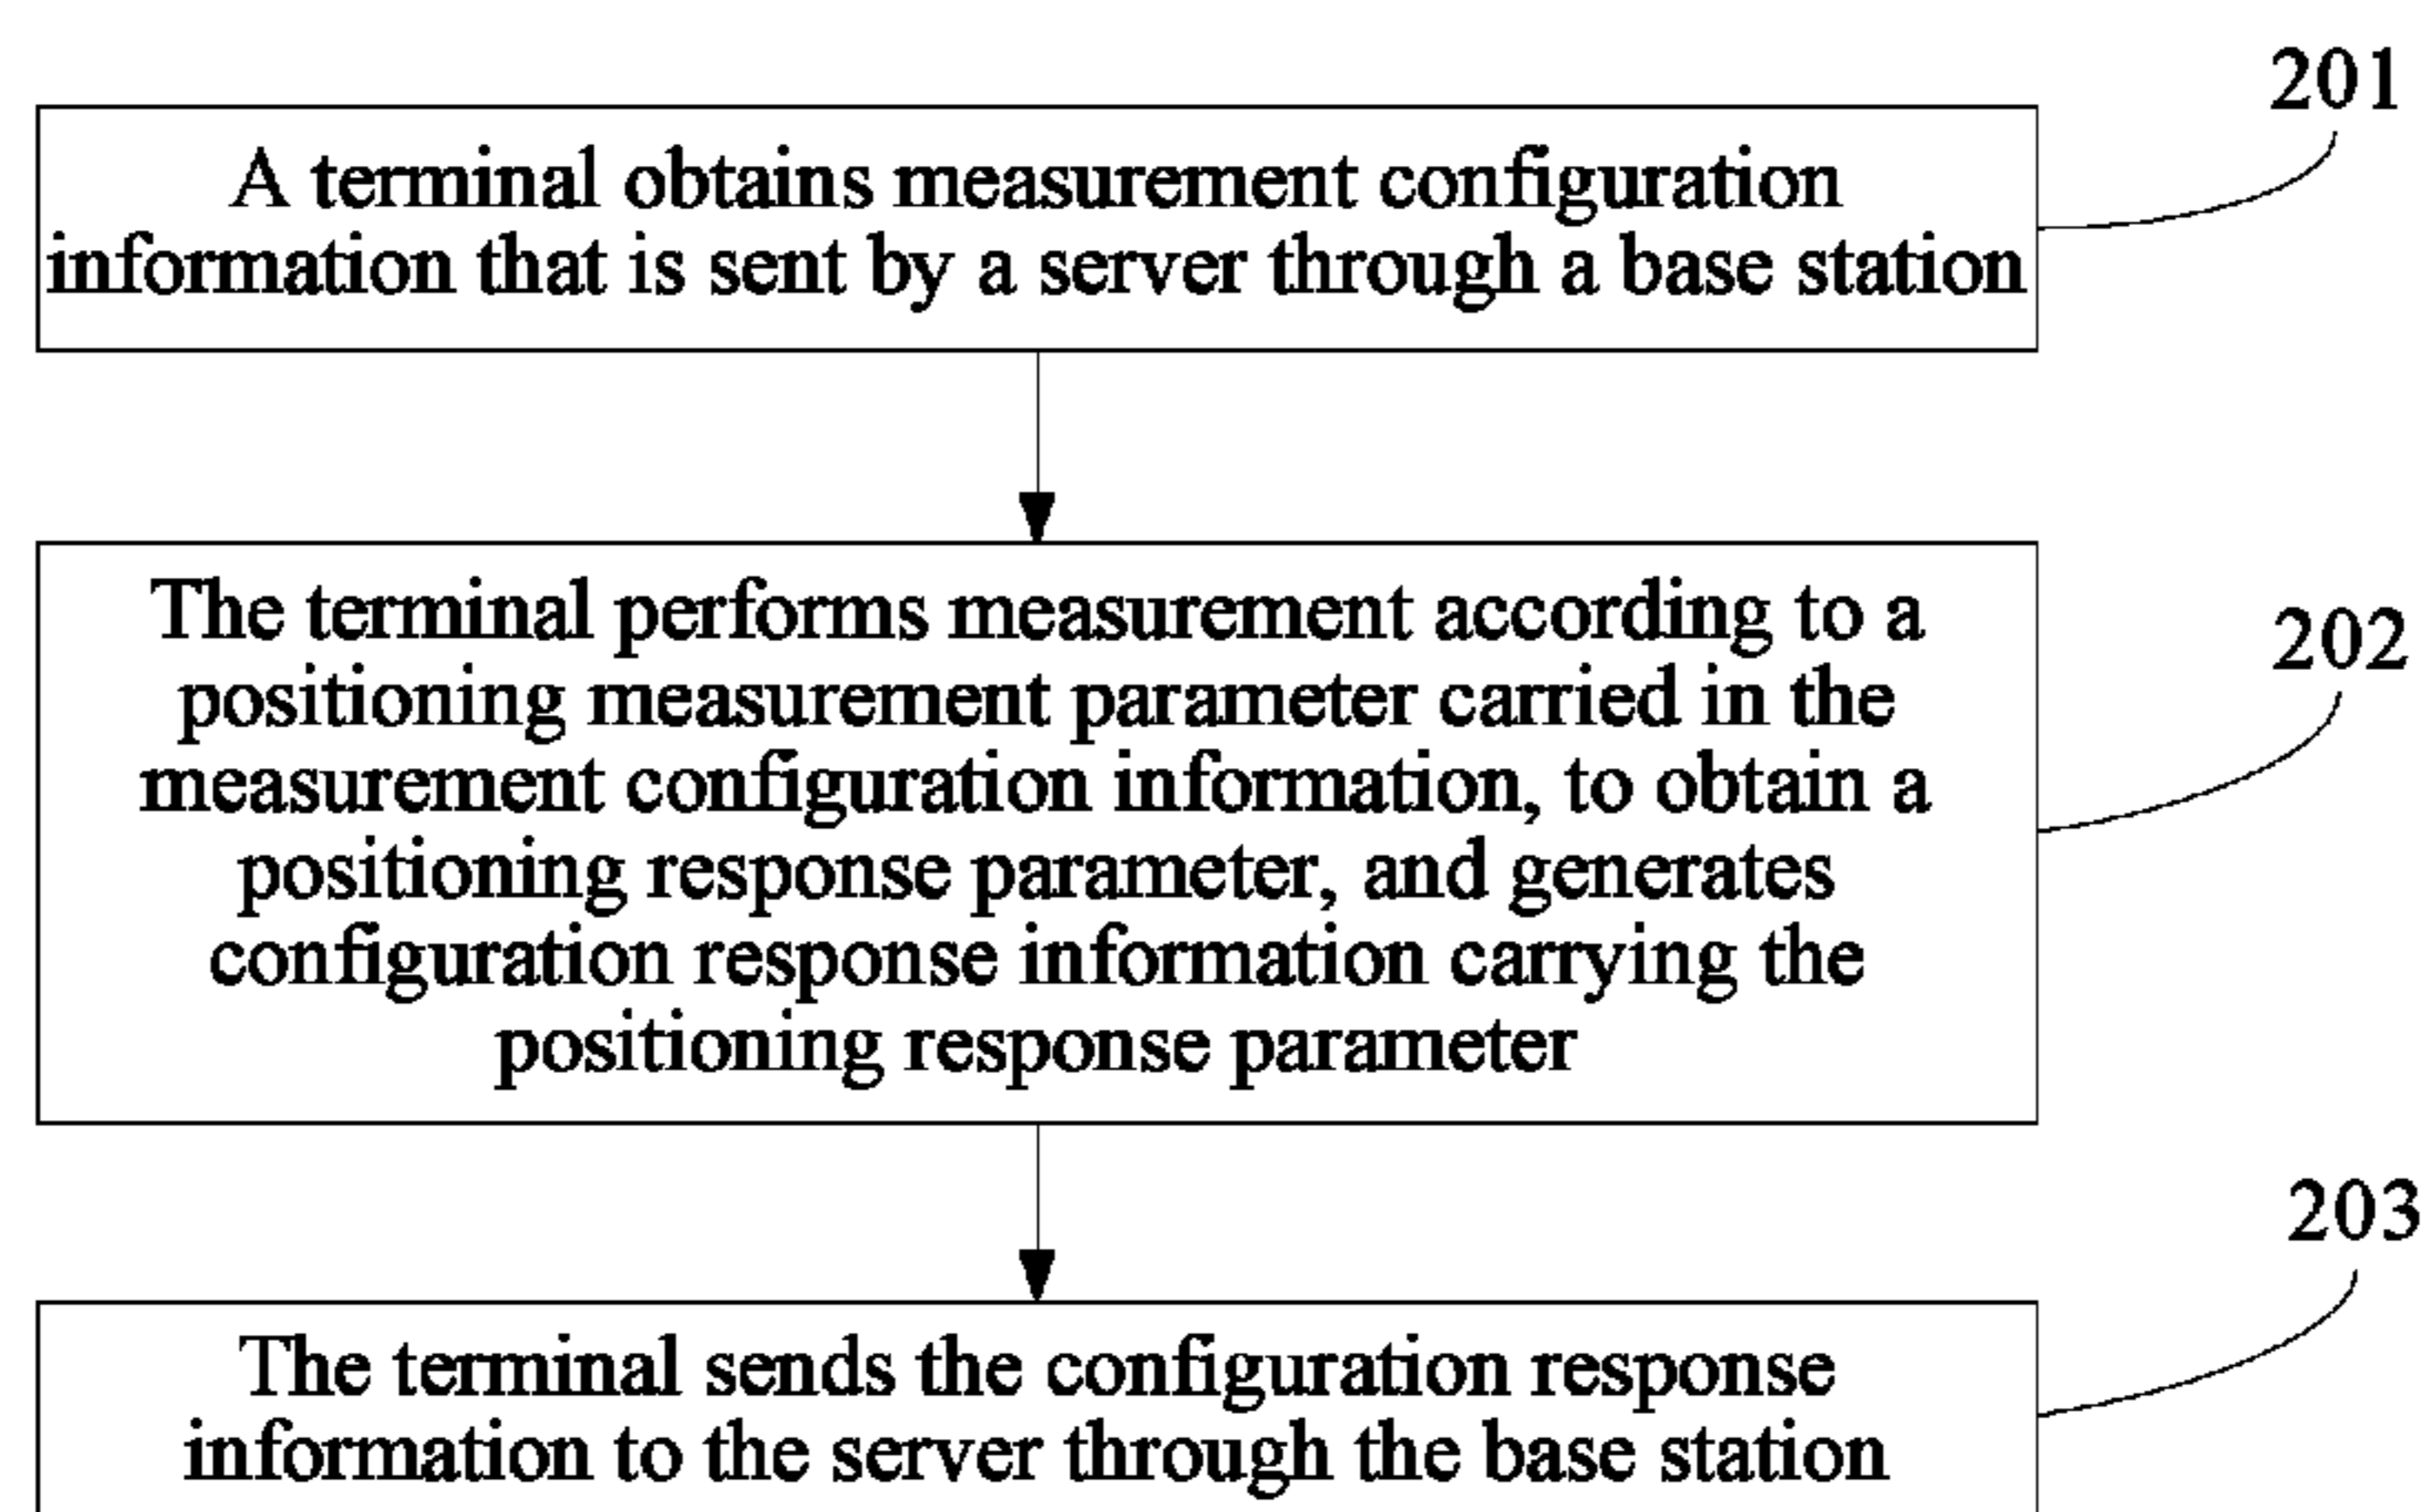 201
A terminal obtains measurement configuration
information that is sent by a server through a base station
The terminal performs measurement according to a
positioning measurement parameter carried in the
measurement configuration information, to obtain a
positioning response parameter, and generates
configuration response information carrying the
positioning response parameter
202
203
The terminal sends the configuration response
information to the server through the base station